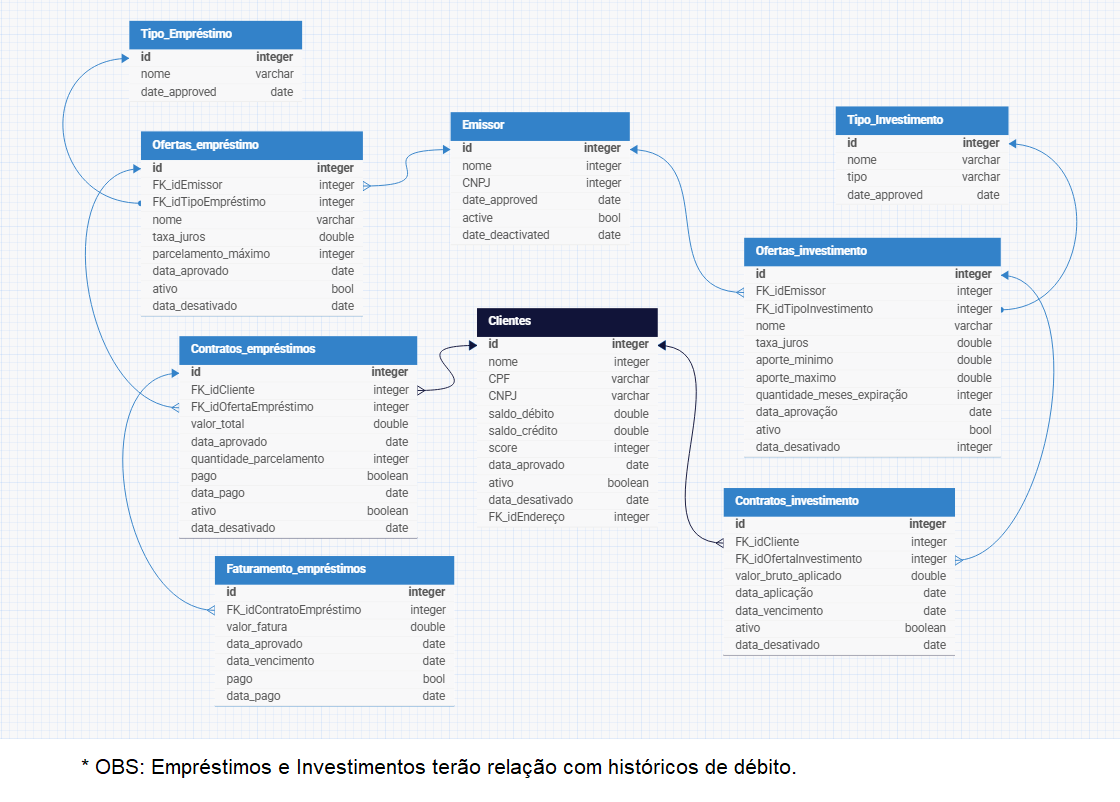 Tipo_Empréstimo
id integer
nome varchar
date_approved date
Ofertas_empréstimo
id integer
FK_idEmissor integer
FK_idTipoEmpréstimo integer
nome varchar
taxa_juros double
parcelamento_máximo integer
data_aprovado date
ativo bool
data_desativado date
Emissor
id integer
nome integer
CNPJ integer
date_approved date
active bool
date_deactivated date
Tipo_Investimento
id integer
nome varchar
tipo varchar
date_approved date
Ofertas_investimento
id integer
FK_idEmissor integer
FK_idTipoInvestimento integer
nome varchar
taxa_juros double
aporte_minimo double
aporte_maximo double
quantidade_meses_expiração integer
data_aprovação date
ativo bool
data_desativado integer
Contratos_empréstimos
id integer
FK_idCliente integer
FK_idOfertaEmpréstimo integer
valor_total double
data_aprovado date
quantidade_parcelamento integer
pago boolean
data_pago date
ativo boolean
data_desativado date
Clientes
id integer
nome integer
CPF varchar
CNPJ varchar
saldo_débito double
saldo_crédito double
score integer
data_aprovado date
ativo boolean
data_desativado date
FK_idEndereço integer
Contratos_investimento
id integer
FK_idCliente integer
FK_idOfertaInvestimento integer
valor_bruto_aplicado double
data_aplicação date
data_vencimento date
ativo boolean
data_desativado date
Faturamento_empréstimos
id integer
FK_idContratoEmpréstimo integer
valor_fatura double
data_aprovado date
data_vencimento date
pago bool
data_pago date
* OBS: Empréstimos e Investimentos terão relação com históricos de débito.